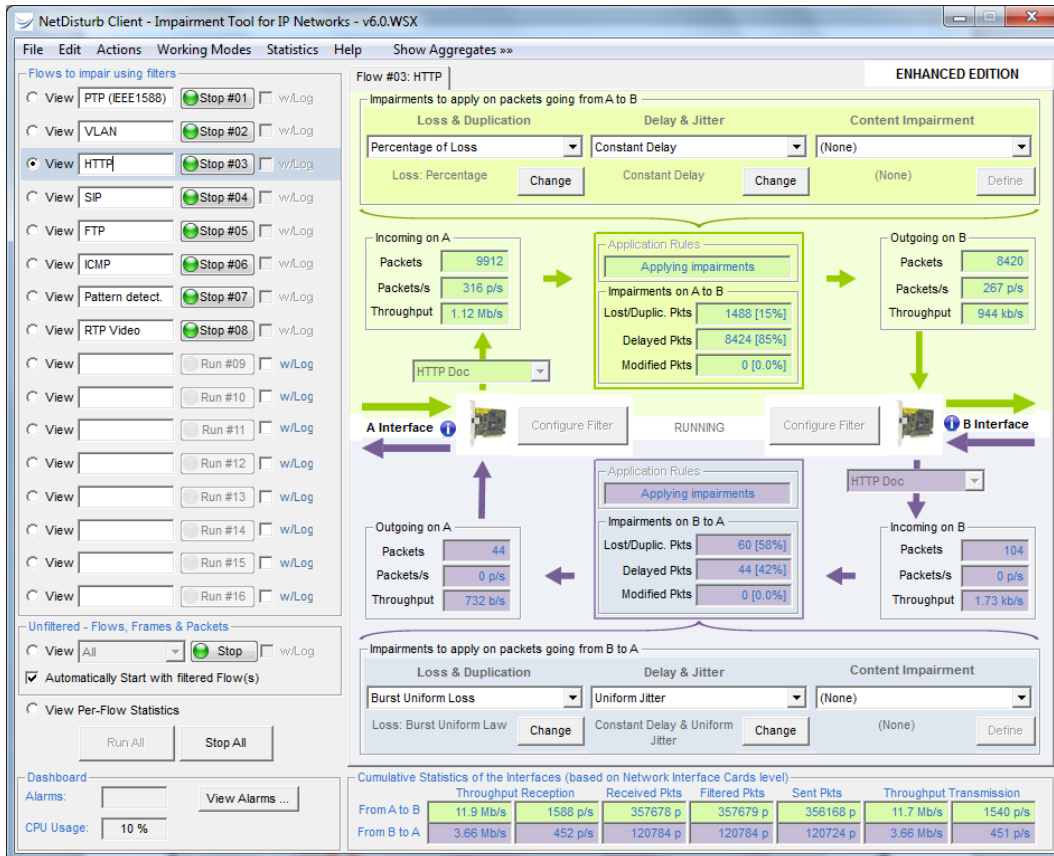 NetDisturb Client - Impairment Tool for IP Networks - v6.0.WSX
File Edit Actions Working Modes Statistics Help Show Aggregates »»
Flows to impair using filters
View PTP (IEEE1588) Stop #01 w/Log
View VLAN Stop #02 w/Log
View HTTP Stop #03 w/Log
View SIP Stop #04 w/Log
View FTP Stop #05 w/Log
View ICMP Stop #06 w/Log
View Pattern detect. Stop #07 w/Log
View RTP Video Stop #08 w/Log
View Run #09 w/Log
View Run #10 w/Log
View Run #11 w/Log
View Run #12 w/Log
View Run #13 w/Log
View Run #14 w/Log
View Run #15 w/Log
View Run #16 w/Log
Unfiltered - Flows, Frames & Packets
View All Stop w/Log
Automatically Start with filtered Flow(s)
View Per-Flow Statistics
Run All Stop All
Dashboard
Alarms: View Alarms ...
CPU Usage: 10 %
Flow #03: HTTP
ENHANCED EDITION
Impairments to apply on packets going from A to B
Loss & Duplication Delay & Jitter Content Impairment
Percentage of Loss Constant Delay (None)
Loss: Percentage Change Constant Delay Change (None) Define
Incoming on A
Packets 9912
Packets/s 316 p/s
Throughput 1.12 Mb/s
HTTP Doc
Application Rules
Applying impairments
Impairments on A to B
Lost/Duplic. Pkts 1488 [15%]
Delayed Pkts 8424 [85%]
Modified Pkts 0 [0.0%]
Outgoing on B
Packets 8420
Packets/s 267 p/s
Throughput 944 kb/s
A Interface Configure Filter RUNNING Configure Filter B Interface
HTTP Doc
Outgoing on A
Packets 44
Packets/s 0 p/s
Throughput 732 b/s
Application Rules
Applying impairments
Impairments on B to A
Lost/Duplic. Pkts 60 [58%]
Delayed Pkts 44 [42%]
Modified Pkts 0 [0.0%]
Incoming on B
Packets 104
Packets/s 0 p/s
Throughput 1.73 kb/s
Impairments to apply on packets going from B to A
Loss & Duplication Delay & Jitter Content Impairment
Burst Uniform Loss Uniform Jitter (None)
Loss: Burst Uniform Law Change Constant Delay & Uniform Jitter Change (None) Define
Cumulative Statistics of the Interfaces (based on Network Interface Cards level)
Throughput Reception Received Pkts Filtered Pkts Sent Pkts Throughput Transmission
From A to B 11.9 Mb/s 1588 p/s 357678 p 357679 p 356168 p 11.7 Mb/s 1540 p/s
From B to A 3.66 Mb/s 452 p/s 120784 p 120784 p 120724 p 3.66 Mb/s 451 p/s